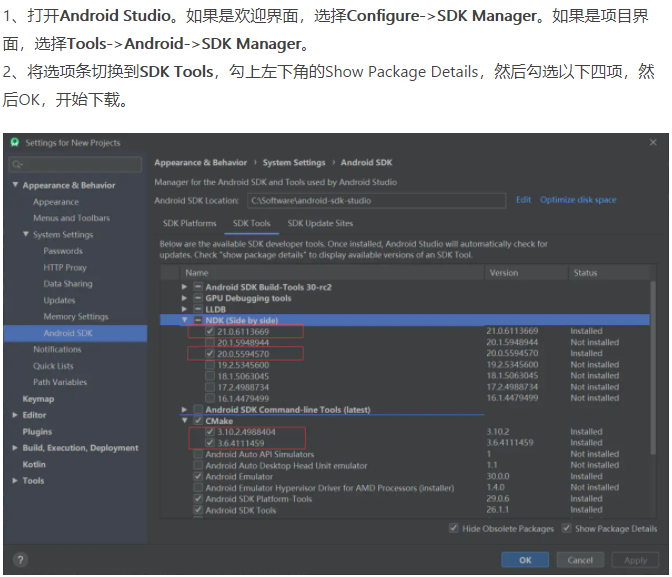 1、打开Android Studio。如果是欢迎界面，选择Configure->SDK Manager。如果是项目界
面，选择Tools->Android->SDK Manager。
2、将选项条切换到SDK Tools，勾上左下角的Show Package Details，然后勾选以下四项，然
后OK，开始下载。
Settings for New Projects
Appearance & Behavior › System Settings › Android SDK
Manager for the Android SDK and Tools used by Android Studio
Android SDK Location: C:\Software\android-sdk-studio Edit Optimize disk space
SDK Platforms SDK Tools SDK Update Sites
Below are the available SDK developer tools. Once installed, Android Studio will automatically check for
updates. Check "show package details" to display available versions of an SDK Tool.
Appearance & Behavior
Appearance
Menus and Toolbars
System Settings
Passwords
HTTP Proxy
Data Sharing
Updates
Memory Settings
Android SDK
Notifications
Quick Lists
Path Variables
Keymap
Editor
Plugins
Build, Execution, Deployment
Kotlin
Tools
Name Version Status
Android SDK Build-Tools 30-rc2
GPU Debugging tools
LLDB
NDK (Side by side)
21.0.6113669 21.0.6113669 Installed
20.1.5948944 20.1.5948944 Not installed
20.0.5594570 20.0.5594570 Installed
19.2.5345600 19.2.5345600 Not installed
18.1.5063045 18.1.5063045 Not installed
17.2.4988734 17.2.4988734 Not installed
16.1.4479499 16.1.4479499 Not installed
Android SDK Command-line Tools (latest)
CMake
3.10.2.4988404 3.10.2 Installed
3.6.4111459 3.6.4111459 Installed
Android Auto API Simulators 1 Not installed
Android Auto Desktop Head Unit emulator 1.1 Not installed
Android Emulator 30.0.0 Installed
Android Emulator Hypervisor Driver for AMD Processors (installer) 1.4.0 Not installed
Android SDK Platform-Tools 29.0.6 Installed
Android SDK Tools 26.1.1 Installed
Hide Obsolete Packages Show Package Details
? OK Cancel Apply